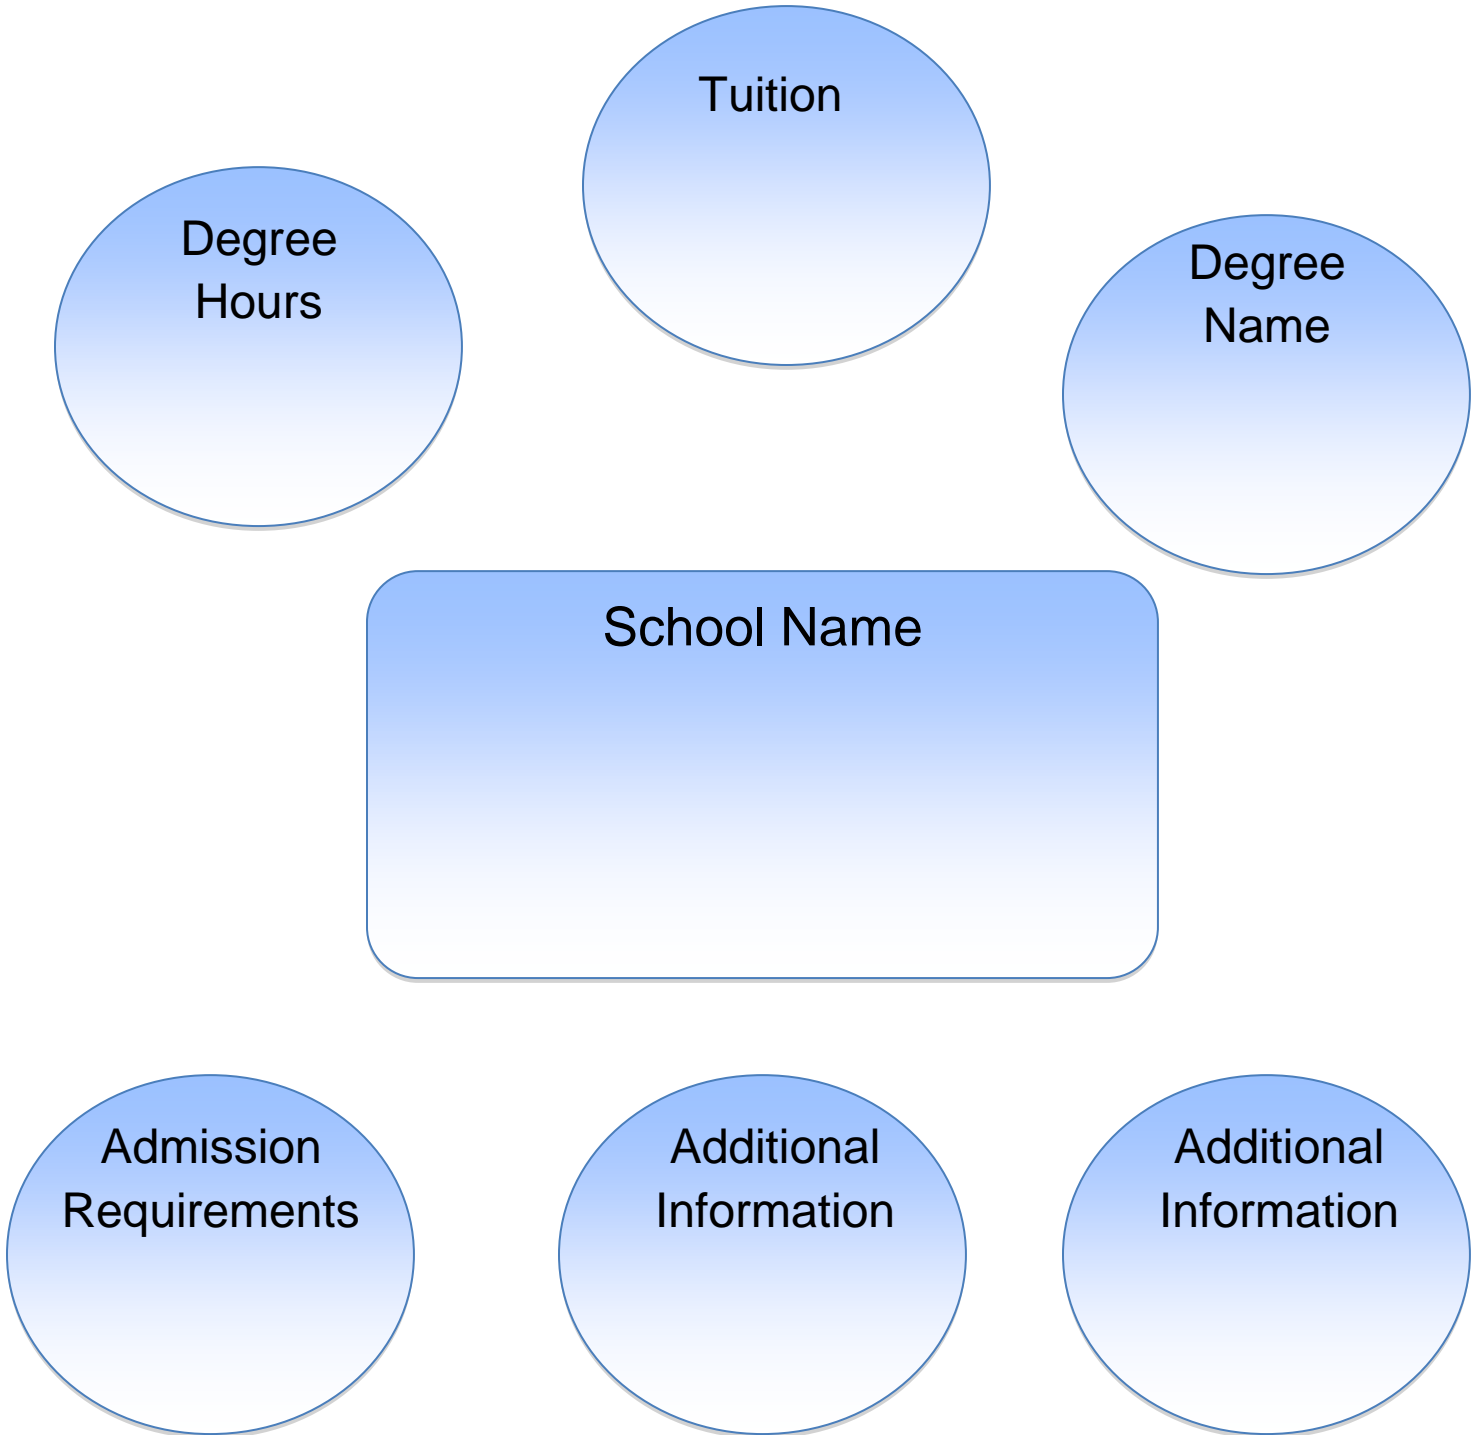 Tuition
Degree
Hours
Degree
Name
School Name
Admission
Requirements
Additional
Information
Additional
Information